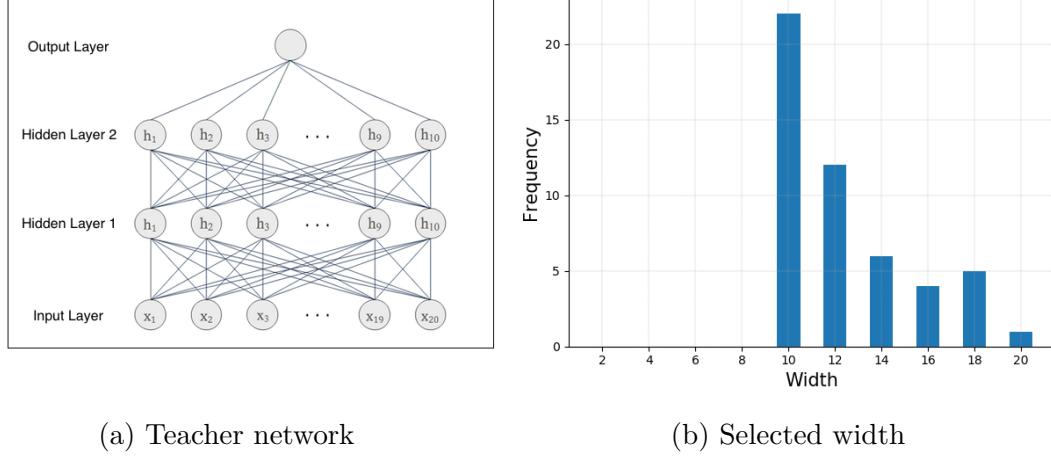 Output Layer
Hidden Layer 2
h1 h2 h3 ... h9 h10
Hidden Layer 1
h1 h2 h3 ... h9 h10
Input Layer
x1 x2 x3 ... x19 x20
(a) Teacher network
Frequency
20
15
10
5
0
2 4 6 8 10 12 14 16 18 20
Width
(b) Selected width